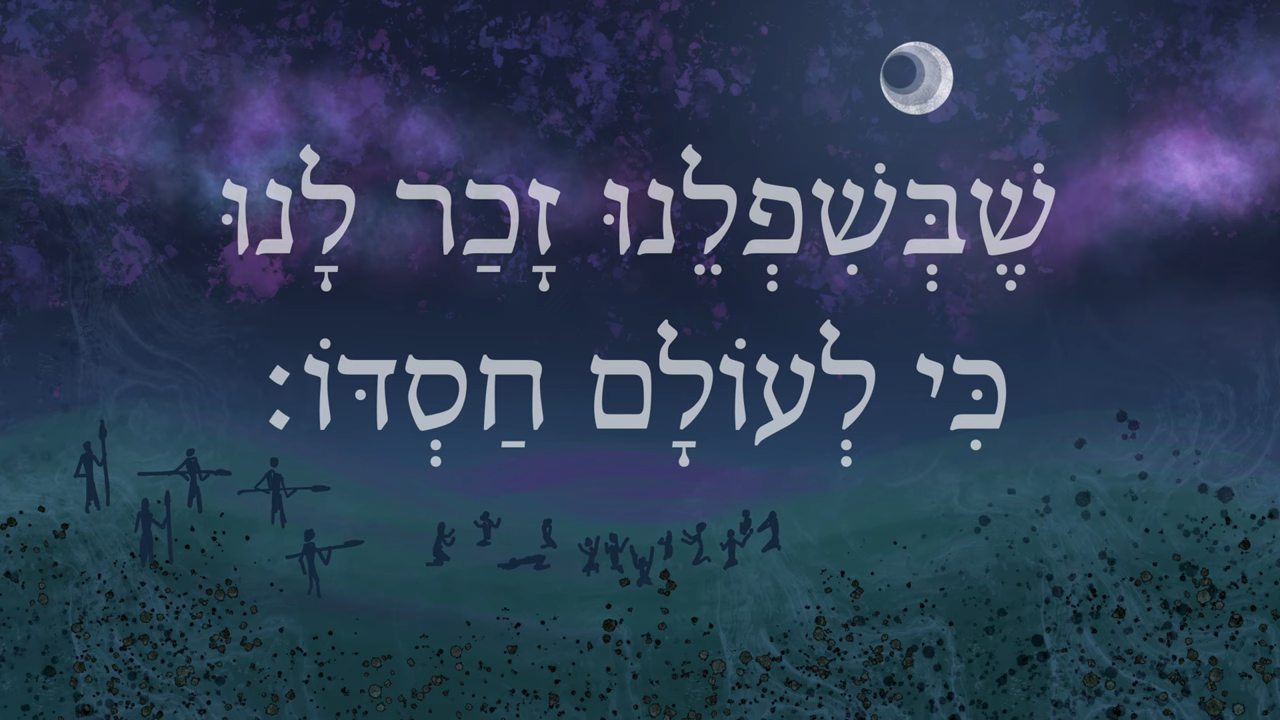 שֶׁבְּשִׁפְלֵנוּ זָכַר לָנוּ
כִּי לְעוֹלָם חַסְדּוֹ׃